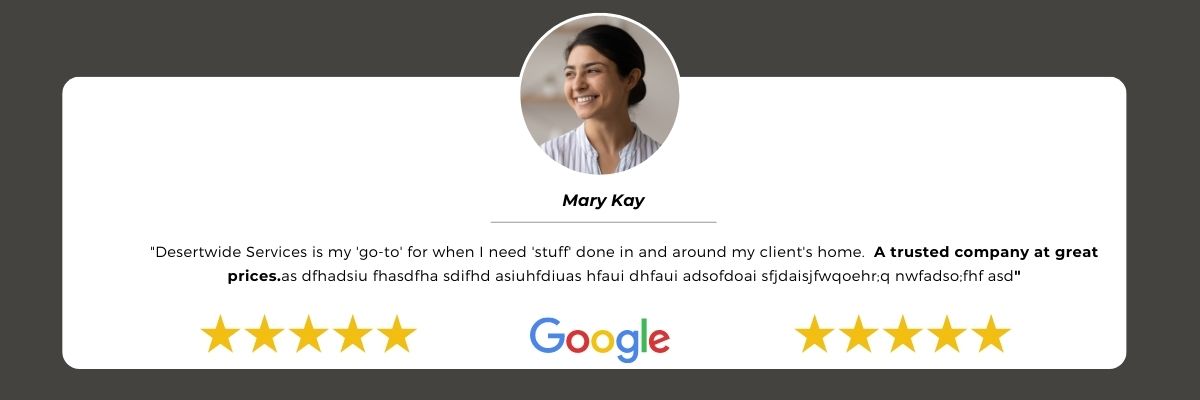 Mary Kay
"Desertwide Services is my 'go-to' for when I need 'stuff' done in and around my client's home.  A trusted company at great
prices.as dfhadsiu fhasdfha sdifhd asiuhfdiuas hfaui dhfaui adsofdoai sfjdaisjfwqoehr;q nwfadso;fhf asd"
Google